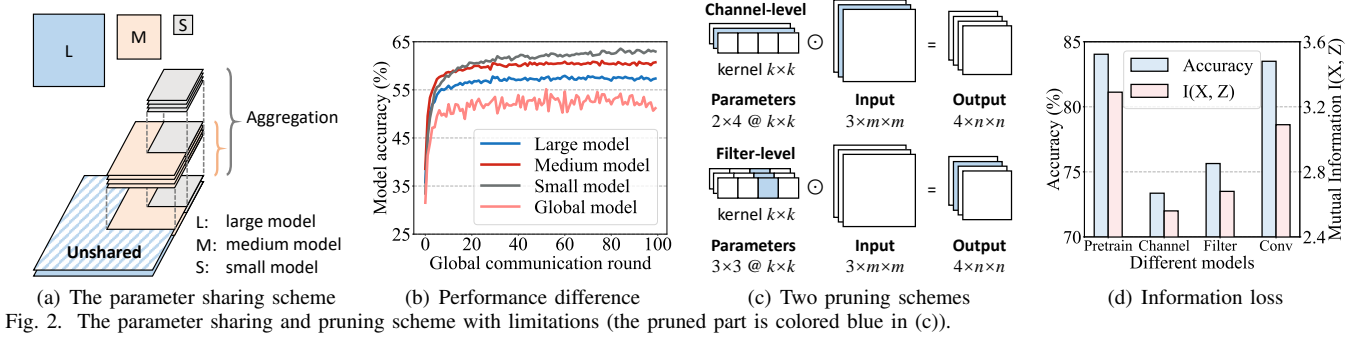 L
M
S
Aggregation
Unshared
L: large model
M: medium model
S: small model
(a) The parameter sharing scheme
Model accuracy (%)
65
55
45
35
25
Large model
Medium model
Small model
Global model
0 20 40 60 80 100
Global communication round
(b) Performance difference
Channel-level
kernel k×k
⊙
=
Parameters Input Output
2×4 @ k×k 3×m×m 4×n×n
Filter-level
kernel k×k
⊙
=
Parameters Input Output
3×3 @ k×k 3×m×m 4×n×n
(c) Two pruning schemes
Accuracy (%)
85
80
75
70
Accuracy
I(X, Z)
3.6
3.2
2.8
2.4
Mutual Information I(X, Z)
Pretrain Channel Filter Conv
Different models
(d) Information loss
Fig. 2. The parameter sharing and pruning scheme with limitations (the pruned part is colored blue in (c)).